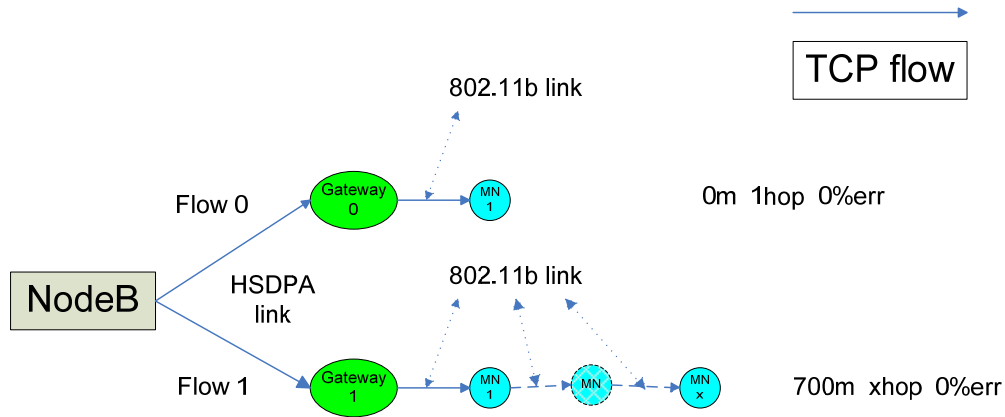 TCP flow
802.11b link
Gateway
0
MN
1
Flow 0
0m 1hop 0%err
HSDPA
link
NodeB
802.11b link
Flow 1
Gateway
1
MN
1
MN
MN
x
700m xhop 0%err